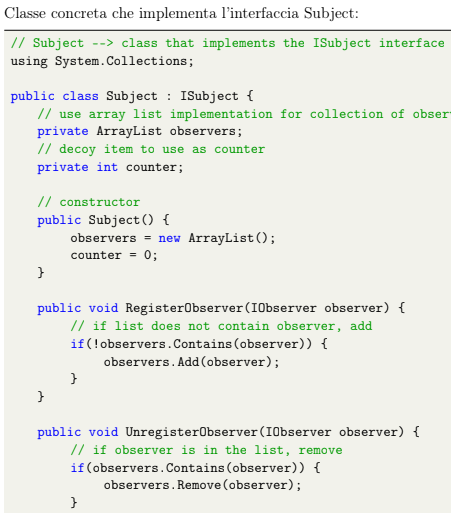 Classe concreta che implementa l'interfaccia Subject:
// Subject --> class that implements the ISubject interface
using System.Collections;
public class Subject : ISubject {
// use array list implementation for collection of
private ArrayList observers;
// decoy item to use as counter
private int counter;
// constructor
public Subject() {
observers = new ArrayList();
counter = 0;
}
public void RegisterObserver(IObserver observer) {
// if list does not contain observer, add
if(!observers.Contains(observer)) {
observers.Add(observer);
}
}
public void UnregisterObserver(IObserver observer) {
// if observer is in the list, remove
if(observers.Contains(observer)) {
observers.Remove(observer);
}